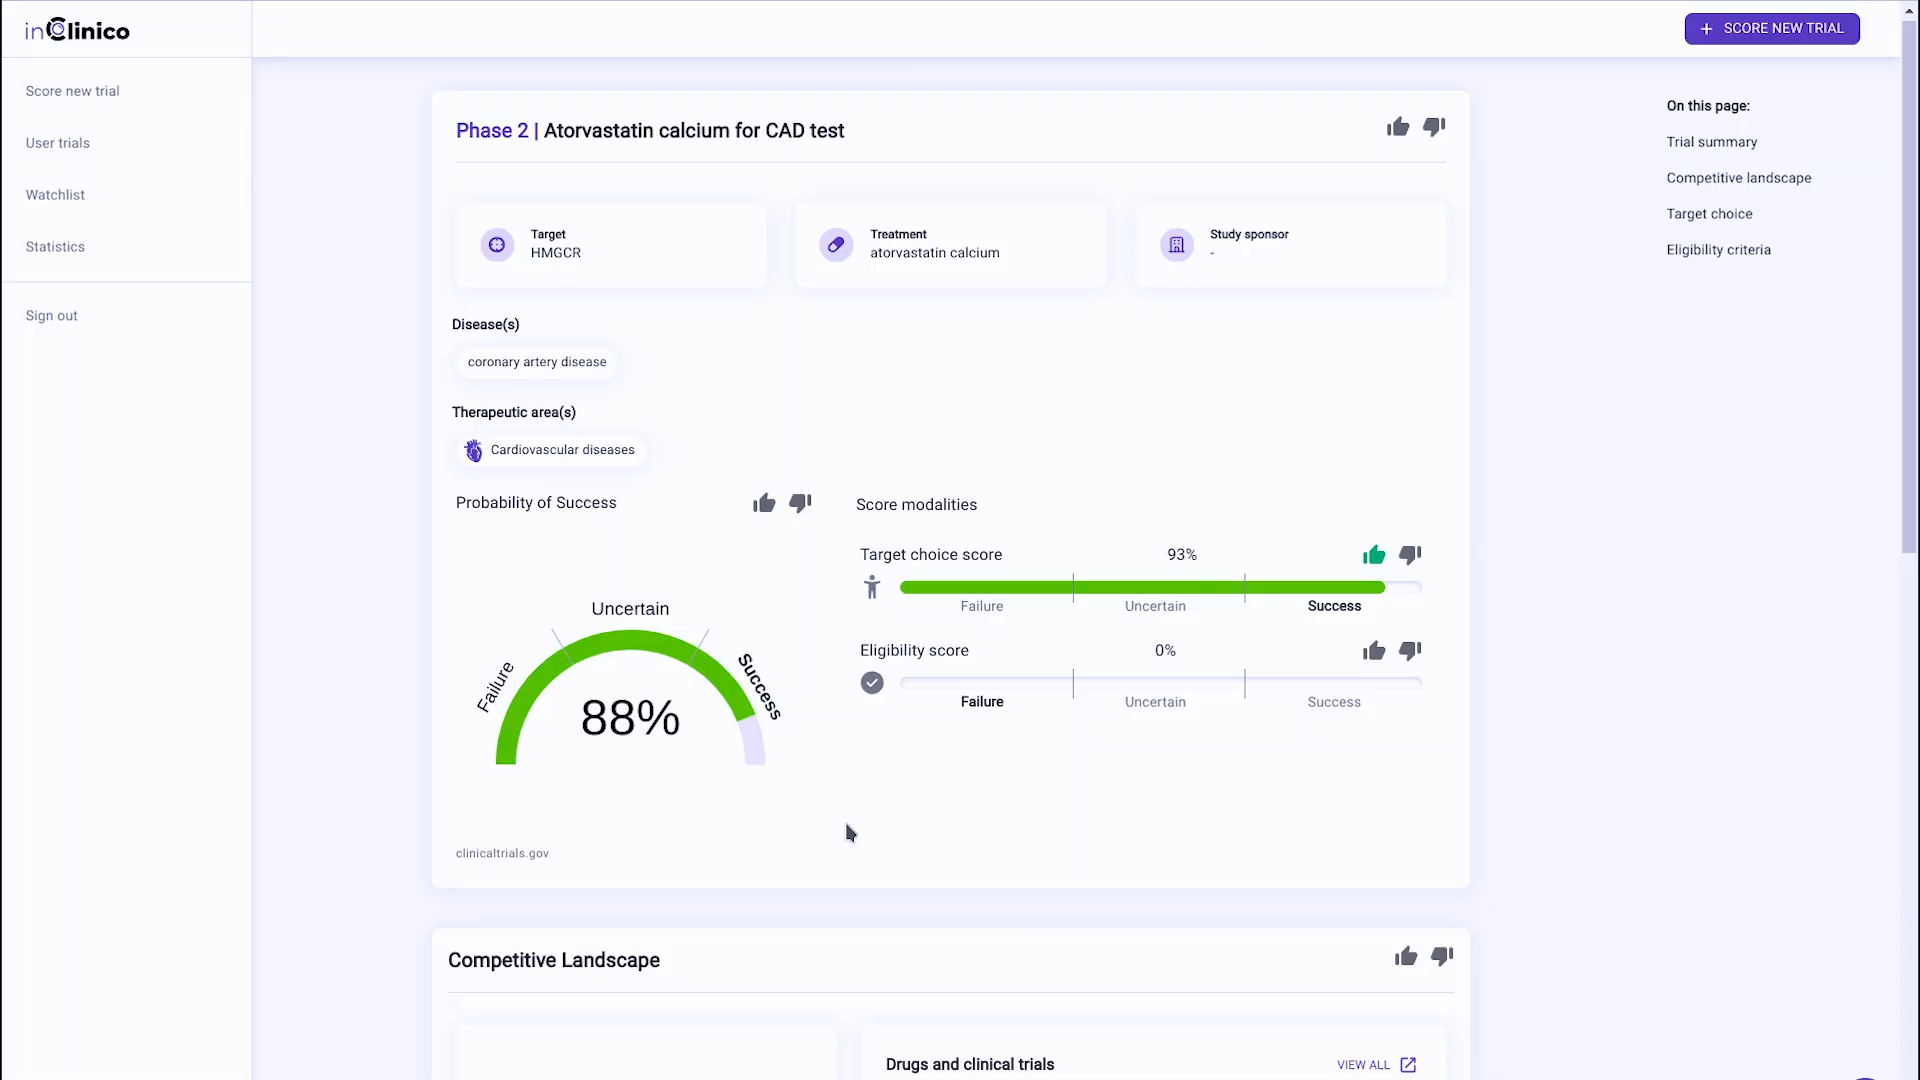 inClinico
+ SCORE NEW TRIAL
Score new trial
User trials
Watchlist
Statistics
Sign out
Phase 2 | Atorvastatin calcium for CAD test
Target
HMGCR
Treatment
atorvastatin calcium
Study sponsor
-
Disease(s)
coronary artery disease
Therapeutic area(s)
Cardiovascular diseases
Probability of Success
Failure
Uncertain
Success
88%
Score modalities
Target choice score 93%
Failure Uncertain Success
Eligibility score 0%
Failure Uncertain Success
clinicaltrials.gov
Competitive Landscape
Drugs and clinical trials
VIEW ALL
On this page:
Trial summary
Competitive landscape
Target choice
Eligibility criteria